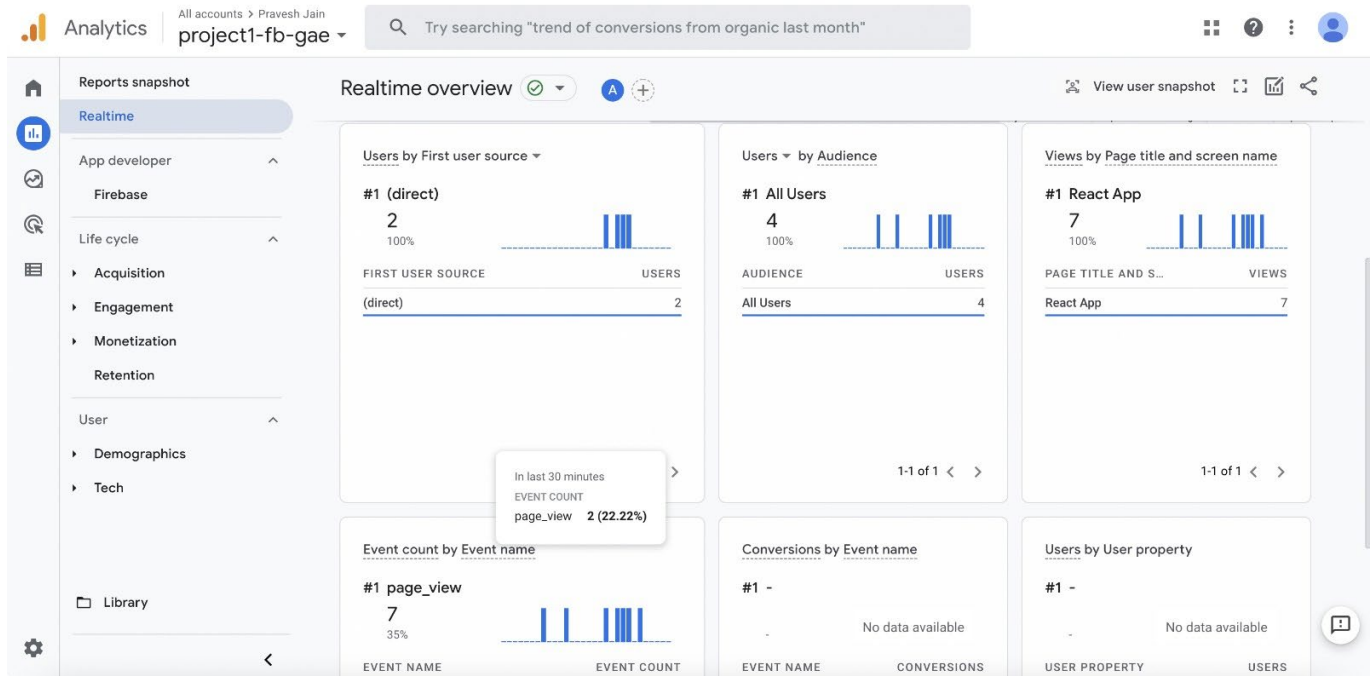 All accounts > Pravesh Jain
Analytics
project1-fb-gae
Try searching "trend of conversions from organic last month"
Reports snapshot
Realtime
App developer
Firebase
Life cycle
Acquisition
Engagement
Monetization
Retention
User
Demographics
Tech
Library
Realtime overview
A
View user snapshot
Users by First user source
#1 (direct)
2
100%
FIRST USER SOURCE USERS
(direct) 2
Users by Audience
#1 All Users
4
100%
AUDIENCE USERS
All Users 4
1-1 of 1
Views by Page title and screen name
#1 React App
7
100%
PAGE TITLE AND S... VIEWS
React App 7
1-1 of 1
In last 30 minutes
EVENT COUNT
page_view 2 (22.22%)
Event count by Event name
#1 page_view
7
35%
EVENT NAME EVENT COUNT
Conversions by Event name
#1 -
-
No data available
EVENT NAME CONVERSIONS
Users by User property
#1 -
-
No data available
USER PROPERTY USERS